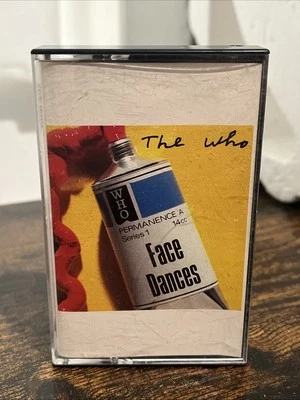 The Who
WHO
PERMANENCE A
Series 1 14cc
Face
Dances